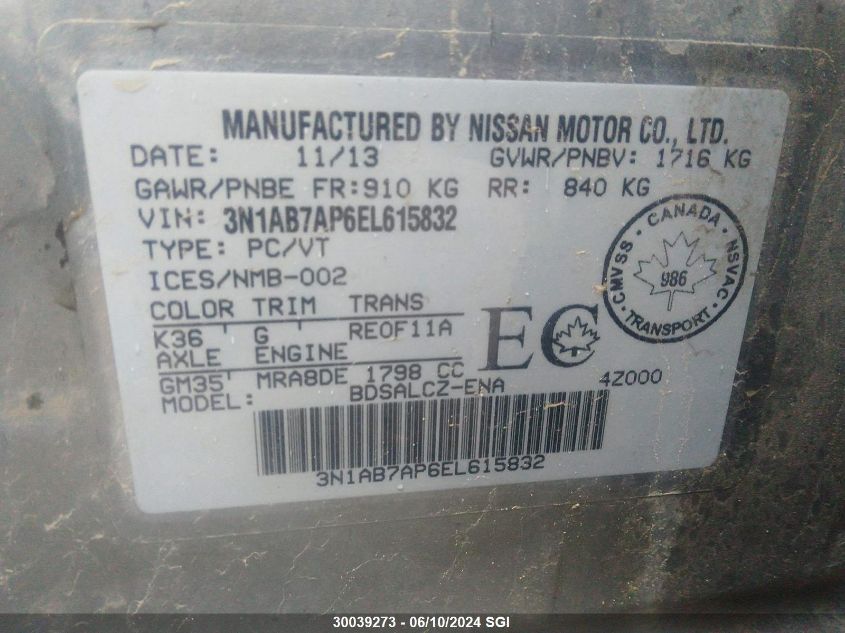 MANUFACTURED BY NISSAN MOTOR CO., LTD.
DATE: 11/13 GVWR/PNBV: 1716 KG
GAWR/PNBE FR:910 KG RR: 840 KG
VIN: 3N1AB7AP6EL615832
TYPE: PC/VT
ICES/NMB-002
CMVSS · CANADA · NSVAC
986
TRANSPORT
COLOR TRIM TRANS
K36 G RE0F11A
AXLE ENGINE
GM35 MRA8DE 1798 CC
EC
MODEL: BDSALCZ-ENA 4Z000
3N1AB7AP6EL615832
30039273 - 06/10/2024 SGI